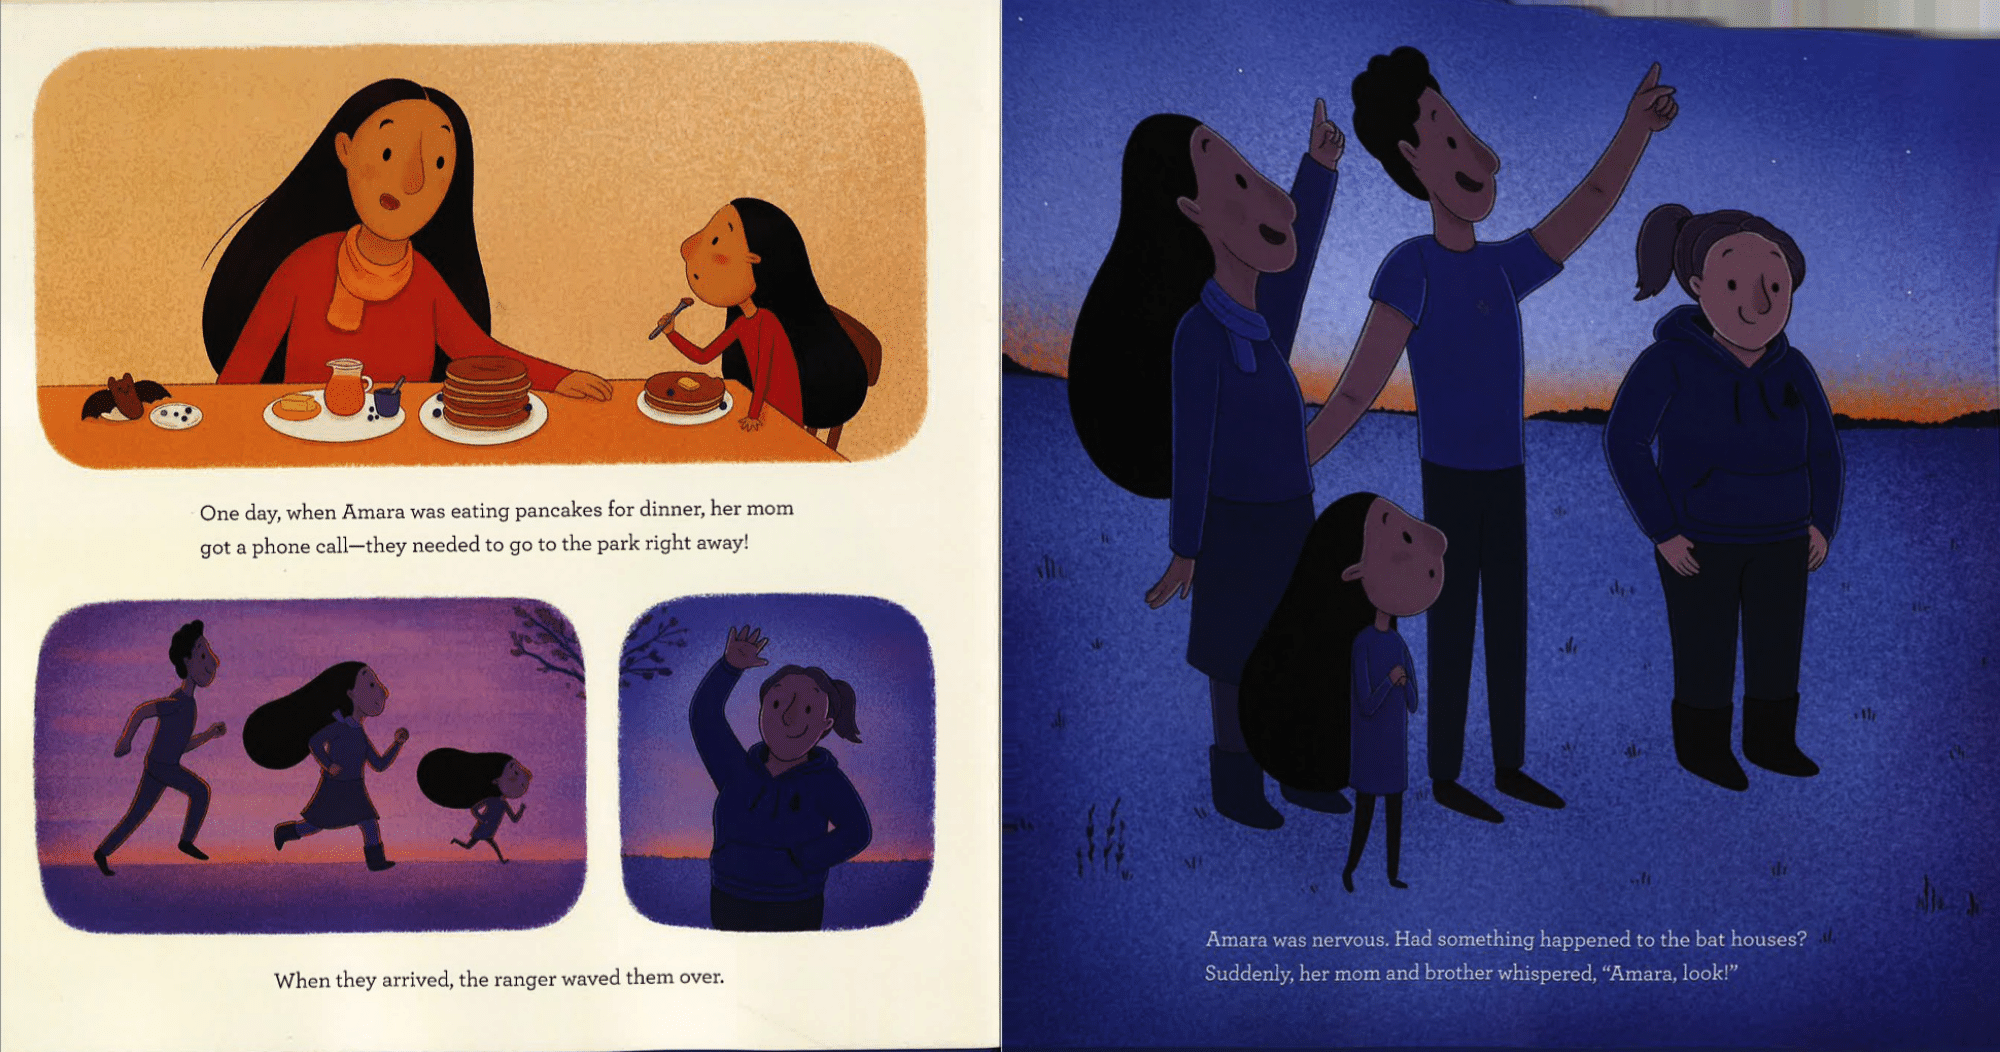 One day, when Amara was eating pancakes for dinner, her mom
got a phone call—they needed to go to the park right away!
When they arrived, the ranger waved them over.
Amara was nervous. Had something happened to the bat houses?
Suddenly, her mom and brother whispered, “Amara, look!”